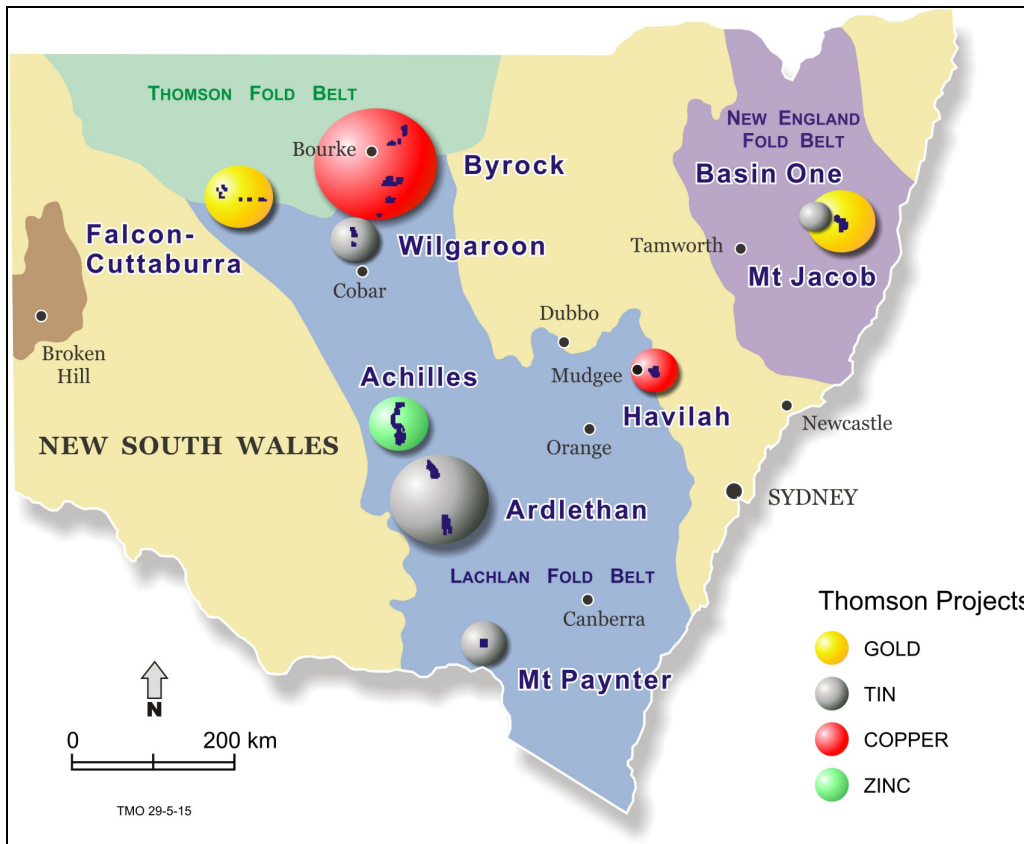 THOMSON FOLD BELT
NEW ENGLAND
FOLD BELT
Bourke
Byrock
Basin One
Falcon-
Cuttaburra
Wilgaroon
Tamworth
Mt Jacob
Cobar
Dubbo
Broken
Hill
Achilles
Mudgee
Havilah
Newcastle
NEW SOUTH WALES
Orange
SYDNEY
Ardlethan
LACHLAN FOLD BELT
Canberra
Mt Paynter
Thomson Projects
GOLD
TIN
COPPER
ZINC
N
0 200 km
TMO 29-5-15